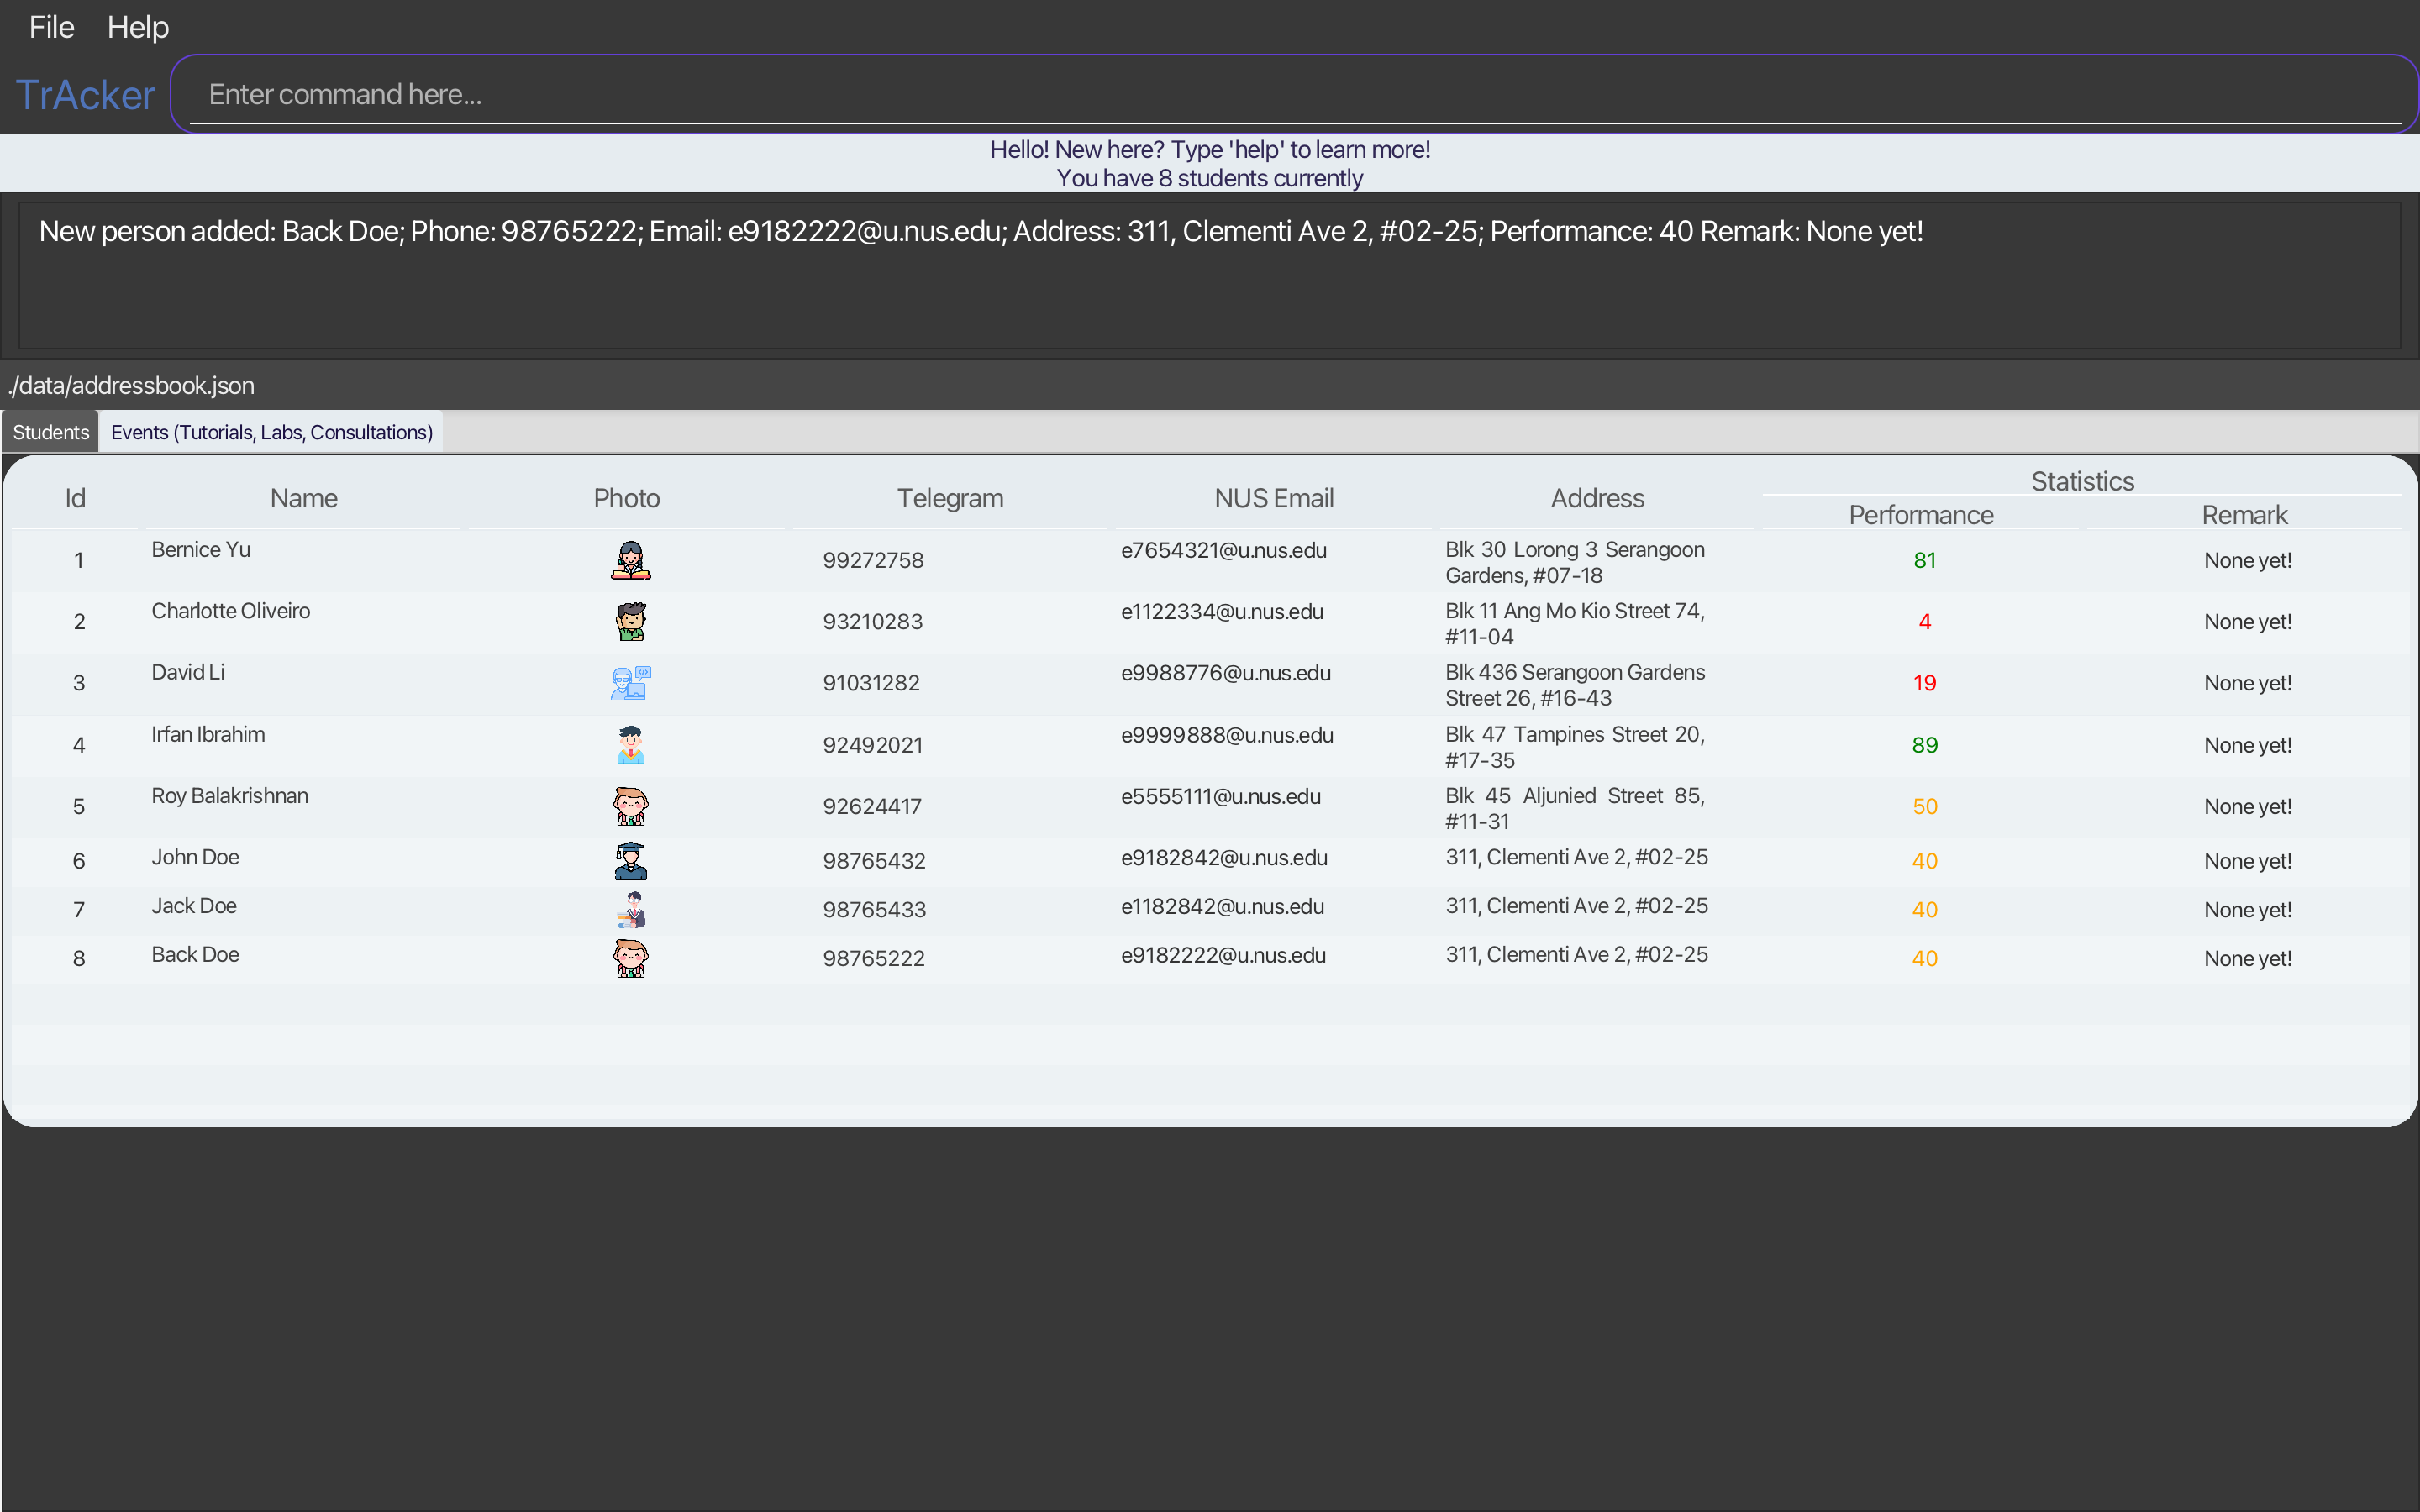 File Help
TrAcker Enter command here...
Hello! New here? Type 'help' to learn more!
You have 8 students currently
New person added: Back Doe; Phone: 98765222; Email: e9182222@u.nus.edu; Address: 311, Clementi Ave 2, #02-25; Performance: 40 Remark: None yet!
./data/addressbook.json
Students Events (Tutorials, Labs, Consultations)
Id Name Photo Telegram NUS Email Address Statistics
Performance Remark
1 Bernice Yu 99272758 e7654321@u.nus.edu Blk 30 Lorong 3 Serangoon 81 None yet!
Gardens, #07-18
2 Charlotte Oliveiro 93210283 e1122334@u.nus.edu Blk 11 Ang Mo Kio Street 74, 4 None yet!
#11-04
3 David Li 91031282 e9988776@u.nus.edu Blk 436 Serangoon Gardens 19 None yet!
Street 26, #16-43
4 Irfan Ibrahim 92492021 e9999888@u.nus.edu Blk 47 Tampines Street 20, 89 None yet!
#17-35
5 Roy Balakrishnan 92624417 e5555111@u.nus.edu Blk 45 Aljunied Street 85, 50 None yet!
#11-31
6 John Doe 98765432 e9182842@u.nus.edu 311, Clementi Ave 2, #02-25 40 None yet!
7 Jack Doe 98765433 e1182842@u.nus.edu 311, Clementi Ave 2, #02-25 40 None yet!
8 Back Doe 98765222 e9182222@u.nus.edu 311, Clementi Ave 2, #02-25 40 None yet!